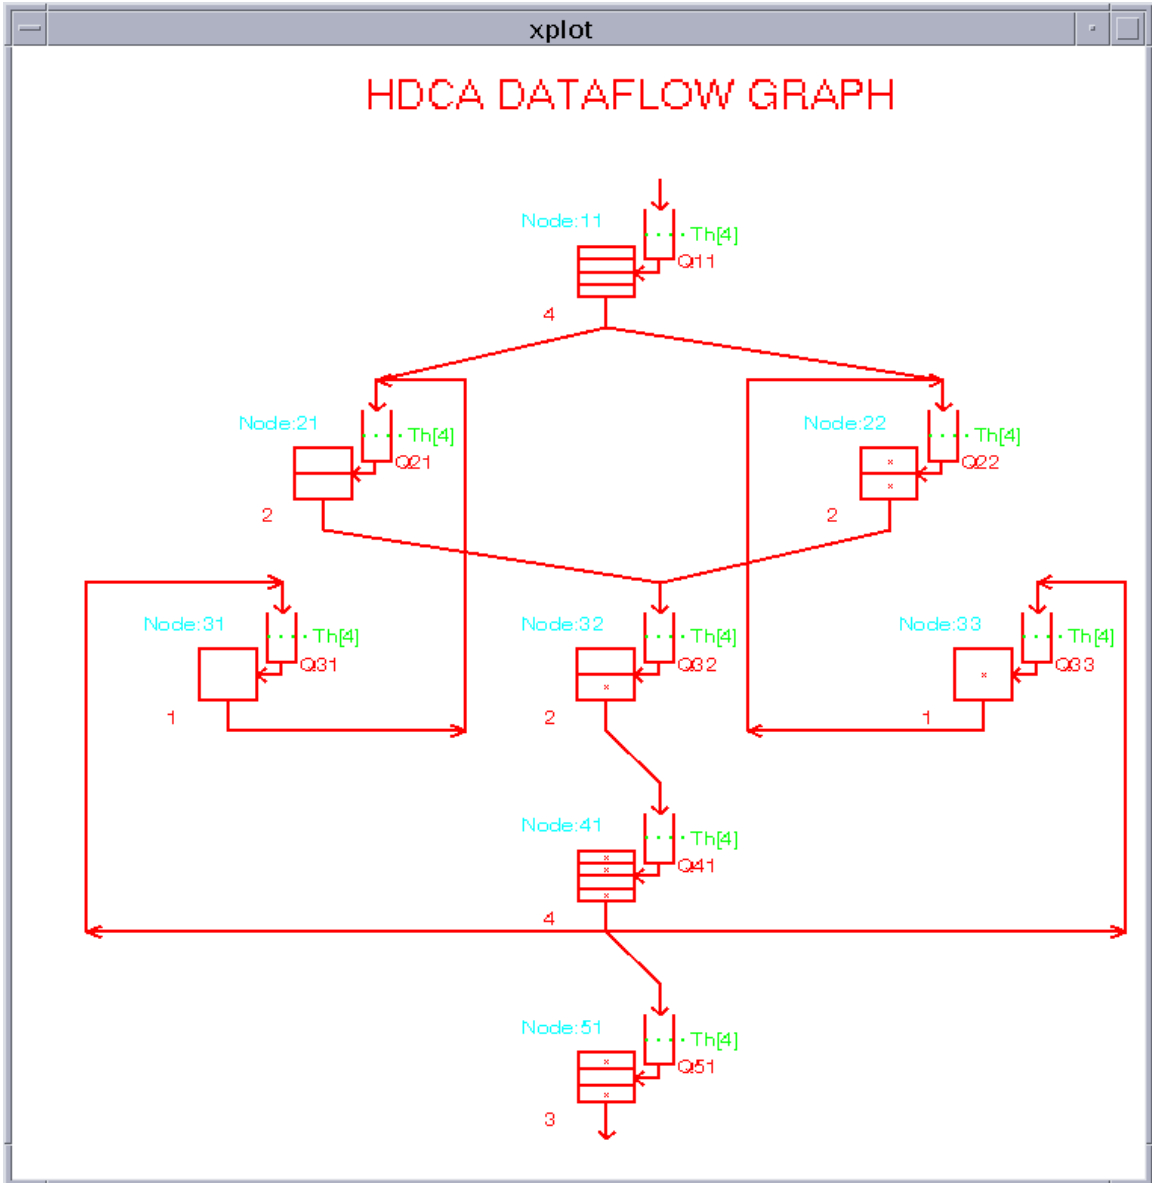 xplot
HDCA DATAFLOW GRAPH
Node:11
Th[4]
Q11
4
Node:21
Th[4]
Q21
2
Node:22
Th[4]
Q22
x
x
2
Node:31
Th[4]
Q31
1
Node:32
Th[4]
Q32
x
2
Node:33
Th[4]
Q33
x
1
Node:41
Th[4]
Q41
x
x
x
4
Node:51
Th[4]
Q51
x
x
3